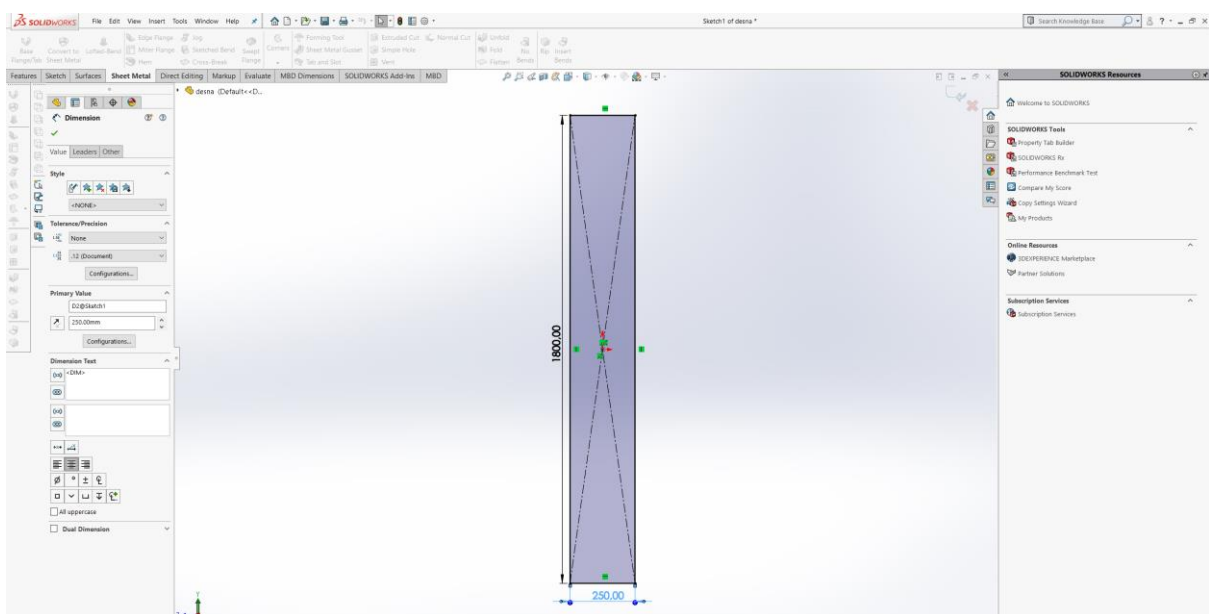 SOLIDWORKS File Edit View Insert Tools Window Help
Sketch1 of desna *
Search Knowledge Base
Base Flange/Tab
Convert to Sheet Metal
Lofted-Bend
Edge Flange
Miter Flange
Hem
Jog
Sketched Bend
Cross-Break
Swept Flange
Corners
Forming Tool
Sheet Metal Gusset
Tab and Slot
Extruded Cut
Simple Hole
Vent
Normal Cut
Unfold
Fold
Flatten
No Bends
Rip
Insert Bends
Features Sketch Surfaces Sheet Metal Direct Editing Markup Evaluate MBD Dimensions SOLIDWORKS Add-Ins MBD
desna (Default<<D...
Dimension
Value Leaders Other
Style
<NONE>
Tolerance/Precision
None
.12 (Document)
Configurations...
Primary Value
D2@Sketch1
250.00mm
Configurations...
Dimension Text
<DIM>
All uppercase
Dual Dimension
1800,00
250,00
Y
SOLIDWORKS Resources
Welcome to SOLIDWORKS
SOLIDWORKS Tools
Property Tab Builder
SOLIDWORKS Rx
Performance Benchmark Test
Compare My Score
Copy Settings Wizard
My Products
Online Resources
3DEXPERIENCE Marketplace
Partner Solutions
Subscription Services
Subscription Services